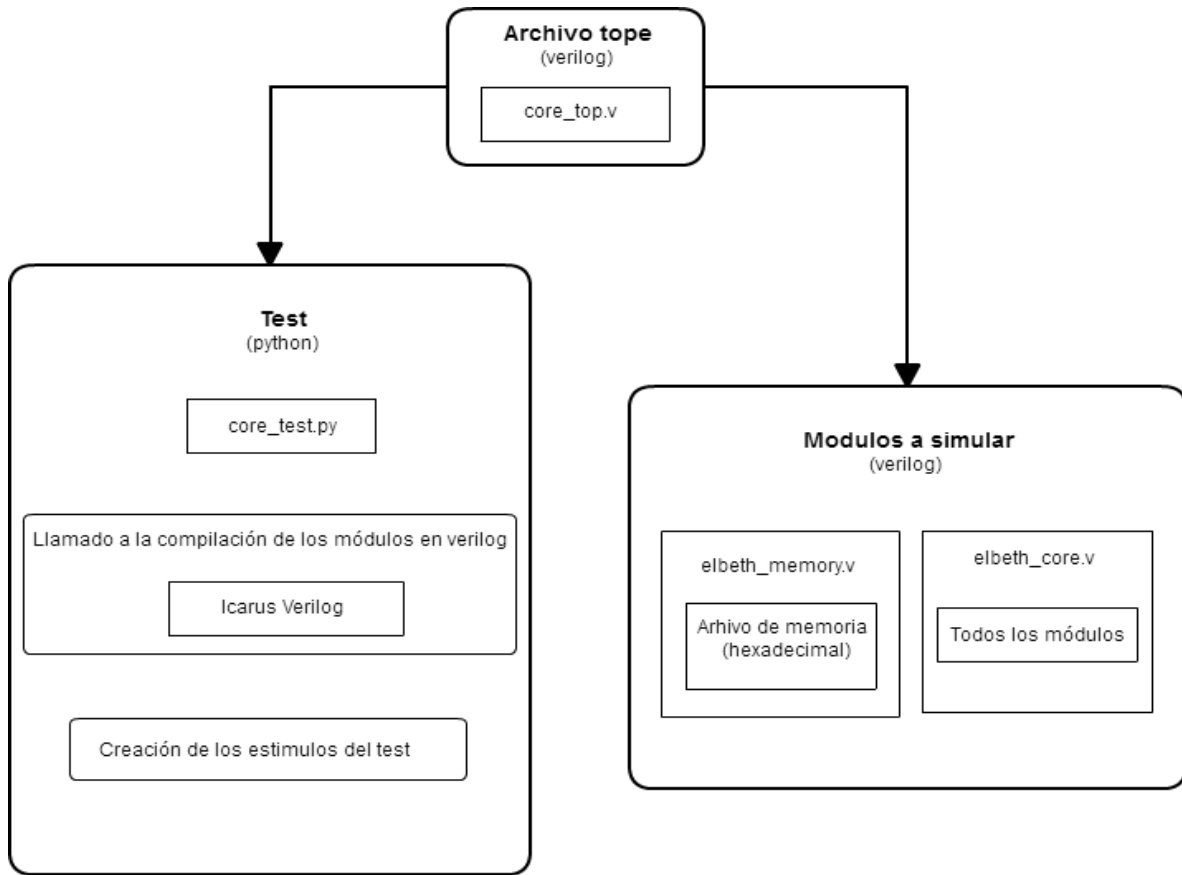 Archivo tope
(verilog)
core_top.v
Test
(python)
core_test.py
Llamado a la compilación de los módulos en verilog
Icarus Verilog
Creación de los estimulos del test
Modulos a simular
(verilog)
elbeth_memory.v
Arhivo de memoria
(hexadecimal)
elbeth_core.v
Todos los módulos